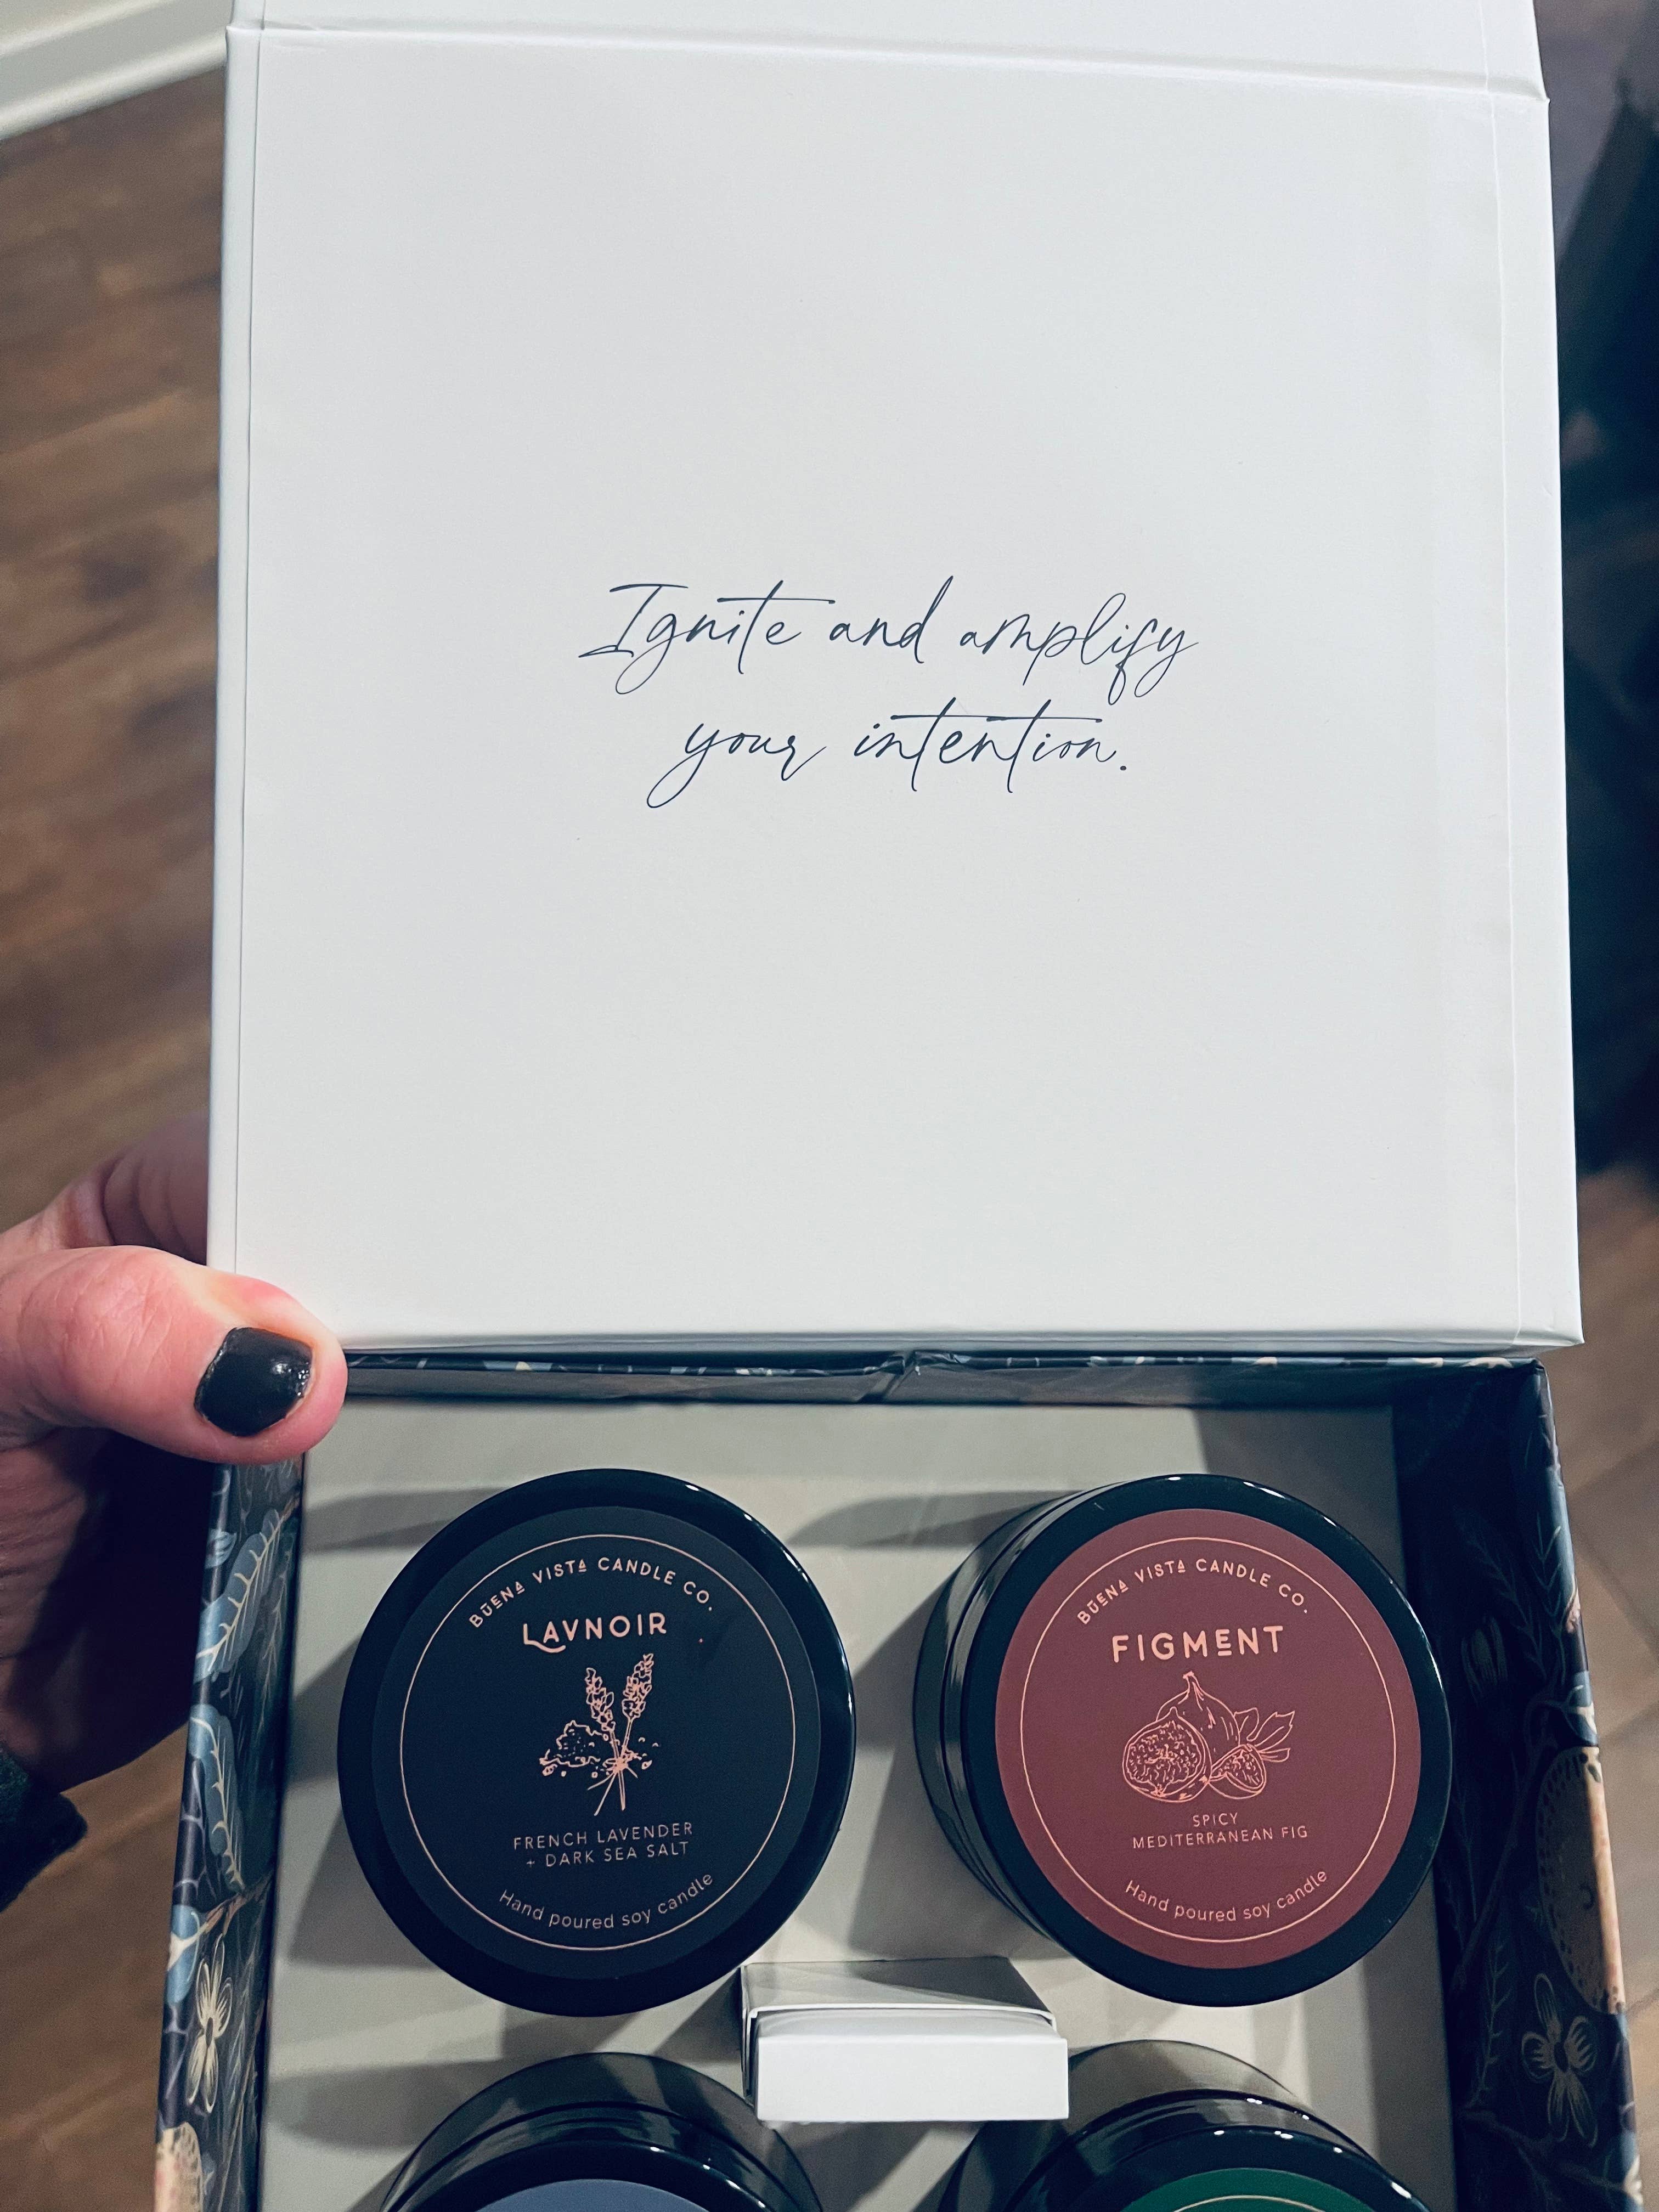 Ignite and amplify
your intention.
BUENA VISTA CANDLE CO.
LAVNOIR
FRENCH LAVENDER
+ DARK SEA SALT
Hand poured soy candle
BUENA VISTA CANDLE CO.
FIGMENT
SPICY
MEDITERRANEAN FIG
Hand poured soy candle